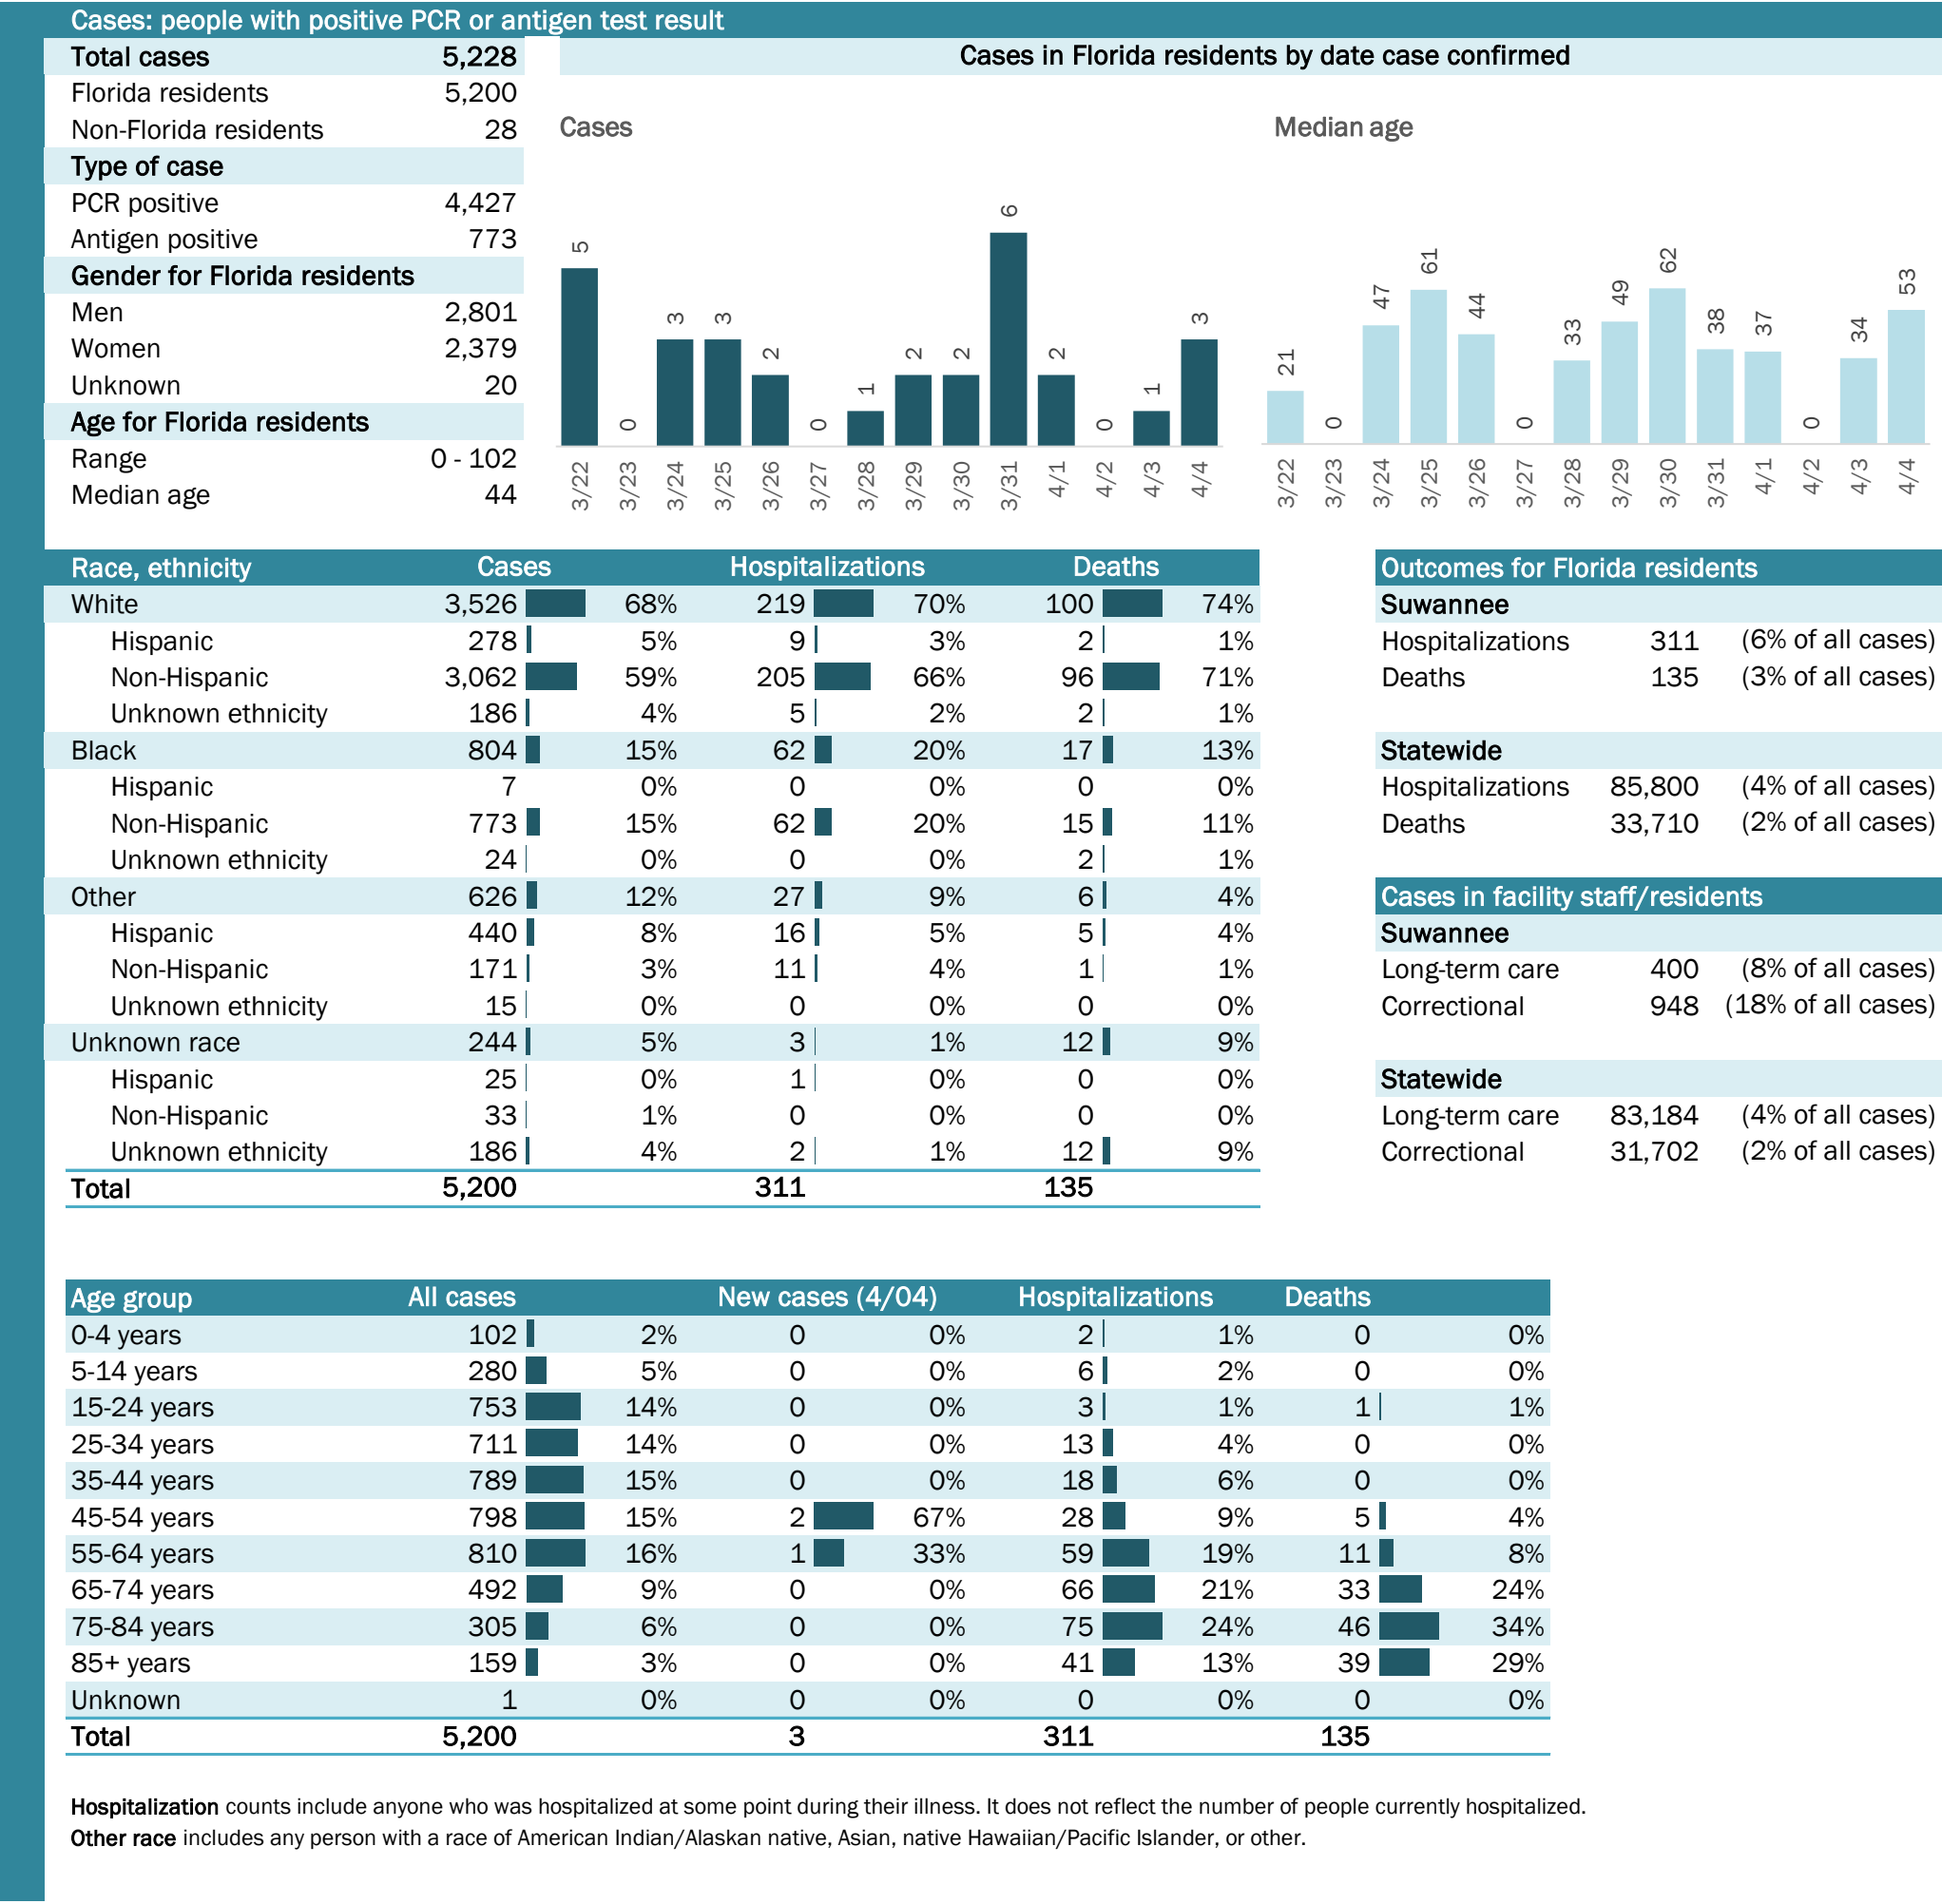 Cases: people with positive PCR or antigen test result
Total cases 5,228
Florida residents 5,200
Non-Florida residents 28
Type of case
PCR positive 4,427
Antigen positive 773
Gender for Florida residents
Men 2,801
Women 2,379
Unknown 20
Age for Florida residents
Range 0 - 102
Median age 44
Cases in Florida residents by date case confirmed
Cases
5 0 3 3 2 0 1 2 2 6 2 0 1 3
3/22 3/23 3/24 3/25 3/26 3/27 3/28 3/29 3/30 3/31 4/1 4/2 4/3 4/4
Median age
21 0 47 61 44 0 33 49 62 38 37 0 34 53
3/22 3/23 3/24 3/25 3/26 3/27 3/28 3/29 3/30 3/31 4/1 4/2 4/3 4/4
Race, ethnicity Cases Hospitalizations Deaths
White 3,526 68% 219 70% 100 74%
Hispanic 278 5% 9 3% 2 1%
Non-Hispanic 3,062 59% 205 66% 96 71%
Unknown ethnicity 186 4% 5 2% 2 1%
Black 804 15% 62 20% 17 13%
Hispanic 7 0% 0 0% 0 0%
Non-Hispanic 773 15% 62 20% 15 11%
Unknown ethnicity 24 0% 0 0% 2 1%
Other 626 12% 27 9% 6 4%
Hispanic 440 8% 16 5% 5 4%
Non-Hispanic 171 3% 11 4% 1 1%
Unknown ethnicity 15 0% 0 0% 0 0%
Unknown race 244 5% 3 1% 12 9%
Hispanic 25 0% 1 0% 0 0%
Non-Hispanic 33 1% 0 0% 0 0%
Unknown ethnicity 186 4% 2 1% 12 9%
Total 5,200 311 135
Outcomes for Florida residents
Suwannee
Hospitalizations 311 (6% of all cases)
Deaths 135 (3% of all cases)
Statewide
Hospitalizations 85,800 (4% of all cases)
Deaths 33,710 (2% of all cases)
Cases in facility staff/residents
Suwannee
Long-term care 400 (8% of all cases)
Correctional 948 (18% of all cases)
Statewide
Long-term care 83,184 (4% of all cases)
Correctional 31,702 (2% of all cases)
Age group All cases New cases (4/04) Hospitalizations Deaths
0-4 years 102 2% 0 0% 2 1% 0 0%
5-14 years 280 5% 0 0% 6 2% 0 0%
15-24 years 753 14% 0 0% 3 1% 1 1%
25-34 years 711 14% 0 0% 13 4% 0 0%
35-44 years 789 15% 0 0% 18 6% 0 0%
45-54 years 798 15% 2 67% 28 9% 5 4%
55-64 years 810 16% 1 33% 59 19% 11 8%
65-74 years 492 9% 0 0% 66 21% 33 24%
75-84 years 305 6% 0 0% 75 24% 46 34%
85+ years 159 3% 0 0% 41 13% 39 29%
Unknown 1 0% 0 0% 0 0% 0 0%
Total 5,200 3 311 135
Hospitalization counts include anyone who was hospitalized at some point during their illness. It does not reflect the number of people currently hospitalized.
Other race includes any person with a race of American Indian/Alaskan native, Asian, native Hawaiian/Pacific Islander, or other.